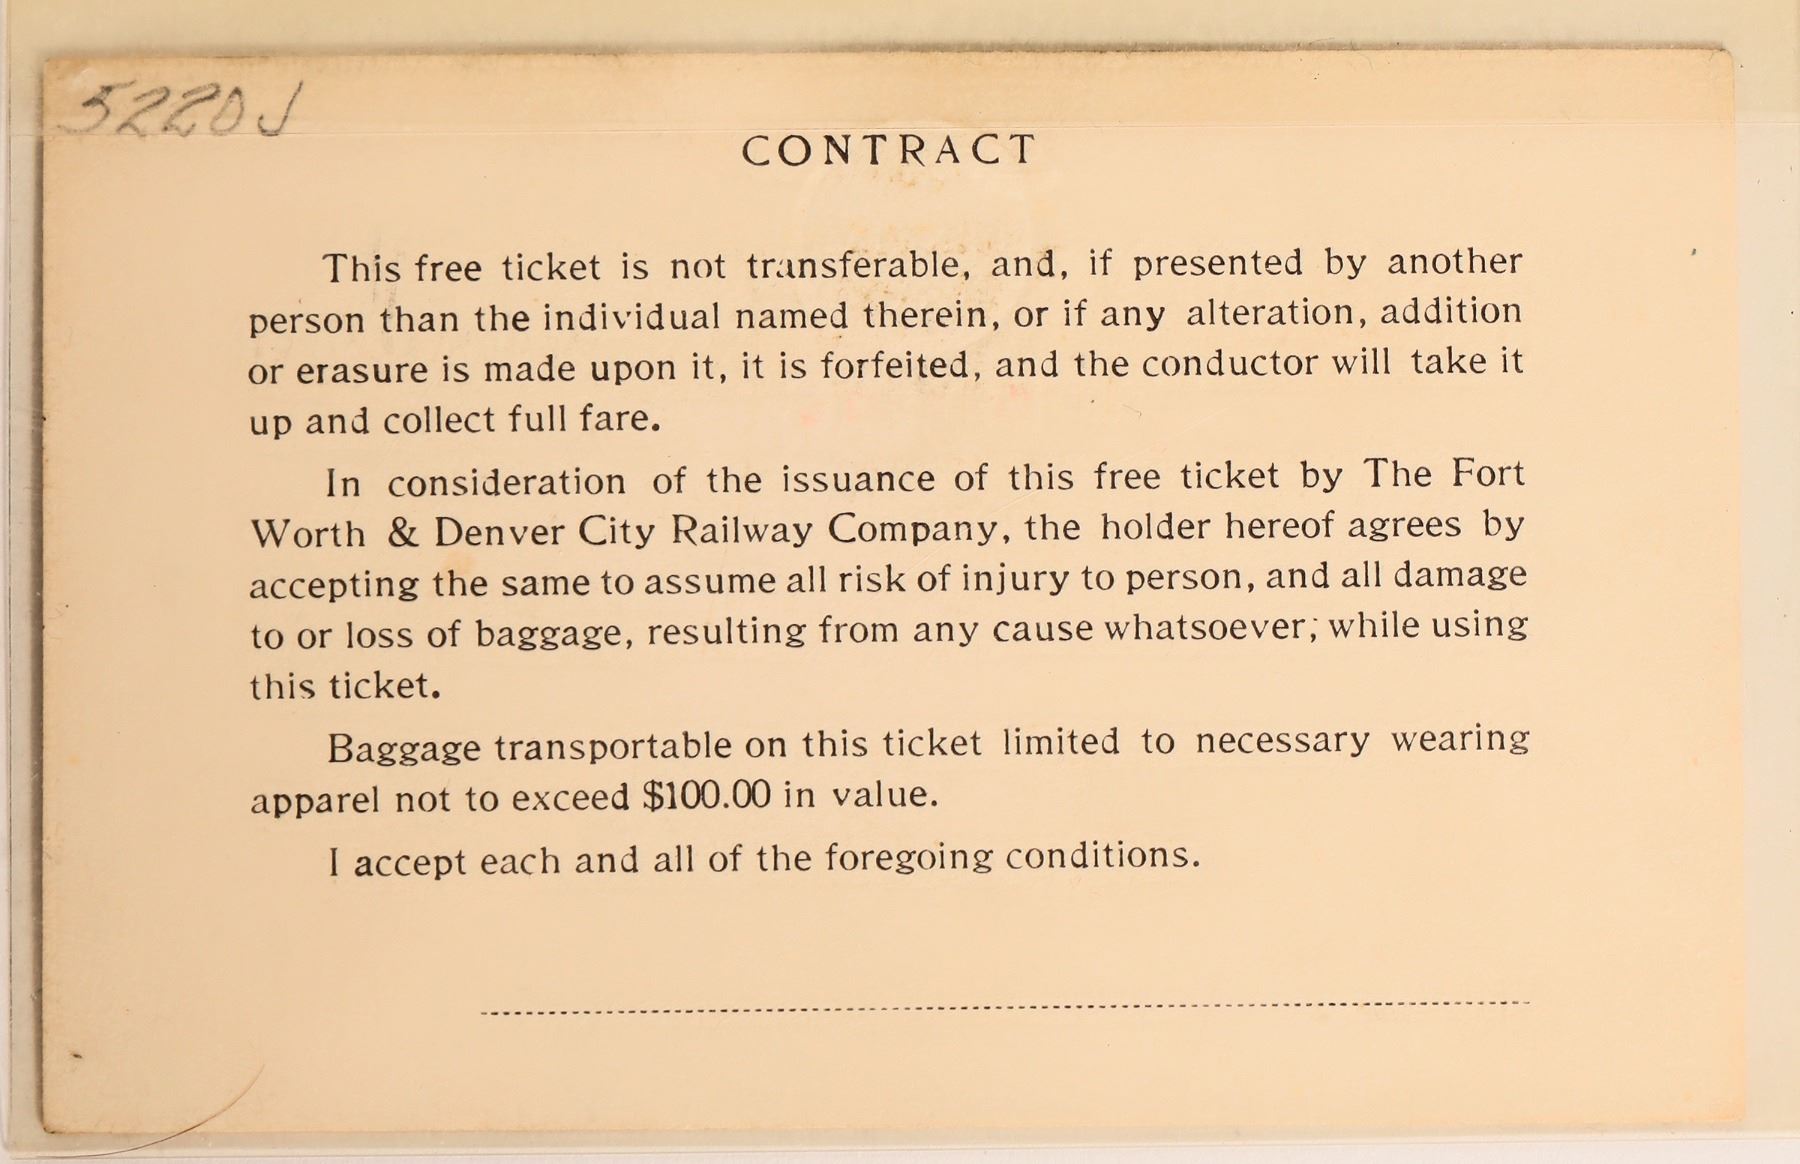 5220J
CONTRACT
This free ticket is not transferable, and, if presented by another
person than the individual named therein, or if any alteration, addition
or erasure is made upon it, it is forfeited, and the conductor will take it
up and collect full fare.
In consideration of the issuance of this free ticket by The Fort
Worth & Denver City Railway Company, the holder hereof agrees by
accepting the same to assume all risk of injury to person, and all damage
to or loss of baggage, resulting from any cause whatsoever; while using
this ticket.
Baggage transportable on this ticket limited to necessary wearing
apparel not to exceed $100.00 in value.
I accept each and all of the foregoing conditions.